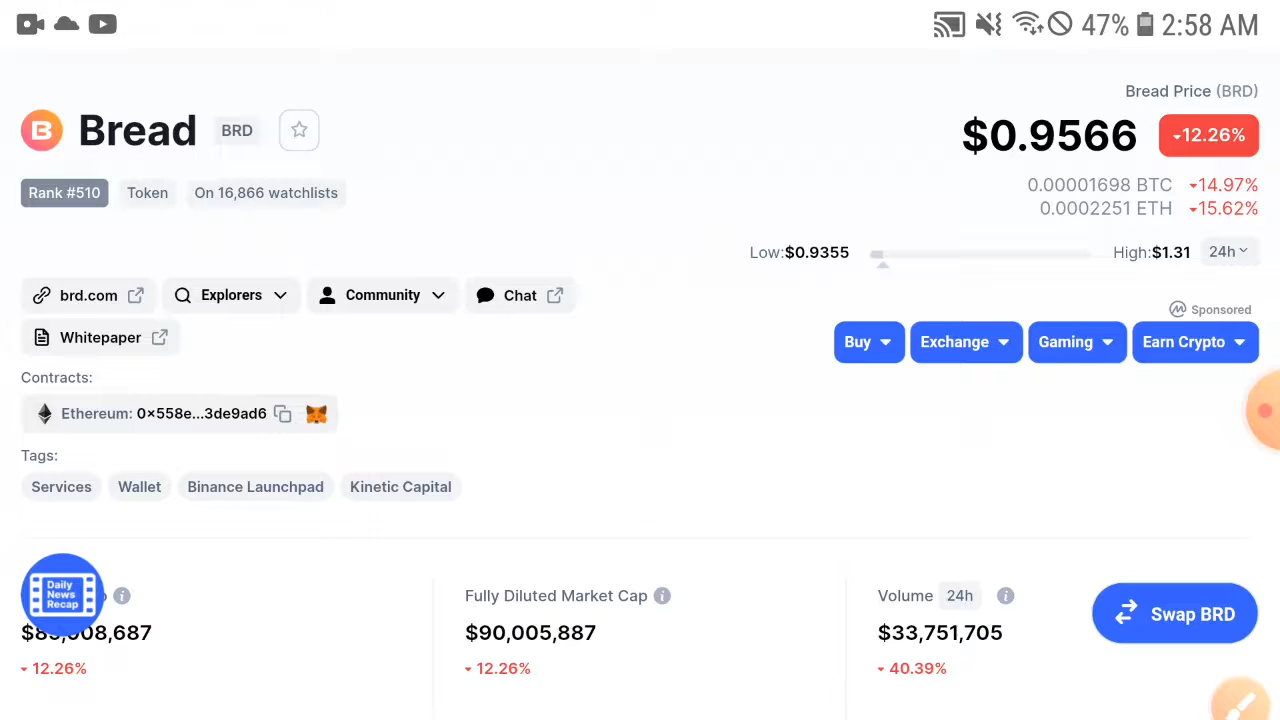 47% 2:58 AM
Bread BRD
Rank #510 Token On 16,866 watchlists
Bread Price (BRD)
$0.9566 12.26%
0.00001698 BTC 14.97%
0.0002251 ETH 15.62%
Low:$0.9355 High:$1.31 24h
brd.com Explorers Community Chat
Whitepaper
Sponsored
Buy Exchange Gaming Earn Crypto
Contracts:
Ethereum: 0x558e...3de9ad6
Tags:
Services Wallet Binance Launchpad Kinetic Capital
Daily
News
Recap
Fully Diluted Market Cap
$90,005,887
12.26%
Volume 24h
$33,751,705
40.39%
Swap BRD
12.26%